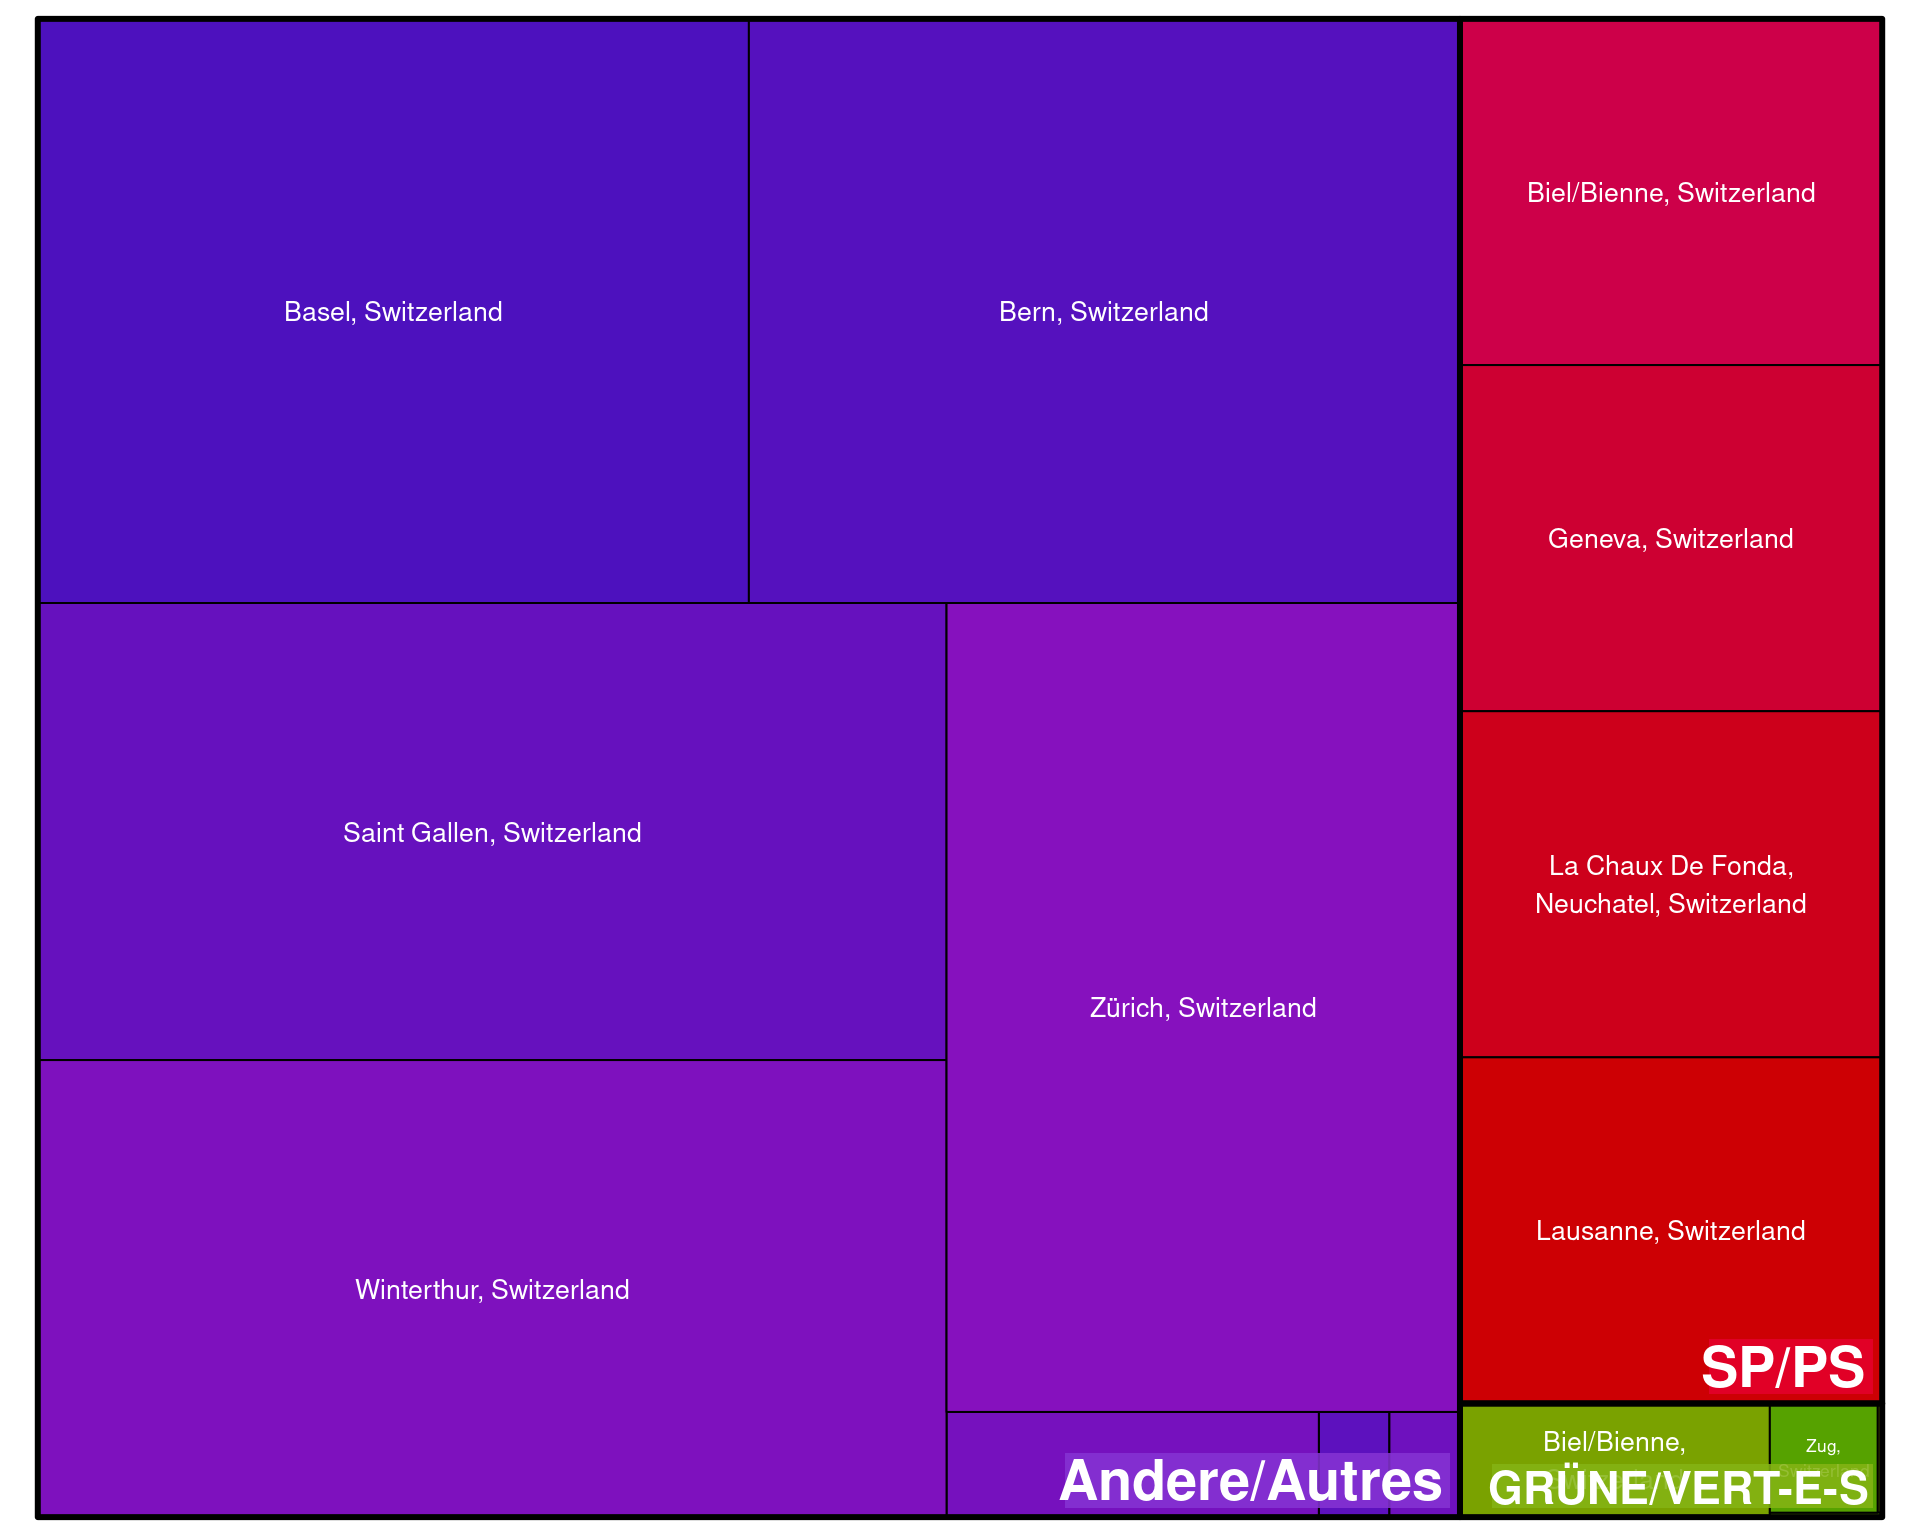 Basel, Switzerland
Bern, Switzerland
Biel/Bienne, Switzerland
Geneva, Switzerland
Saint Gallen, Switzerland
Zürich, Switzerland
La Chaux De Fonda,
Neuchatel, Switzerland
Winterthur, Switzerland
Lausanne, Switzerland
SP/PS
Andere/Autres
Biel/Bienne,
Zug,
Switzerland
GRÜNE/VERT-E-S